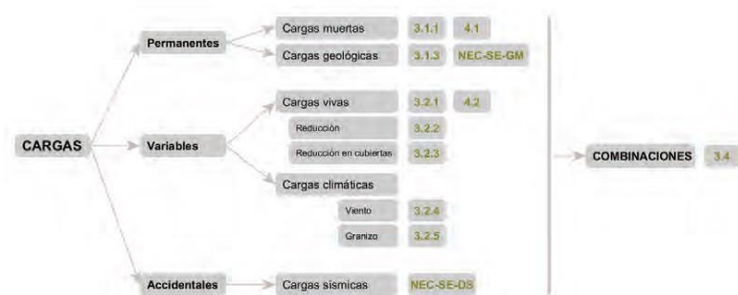 Cargas muertas 3.1.1 4.1
Permanentes
Cargas geológicas 3.1.3 NEC-SE-GM
Cargas vivas 3.2.1 4.2
Reducción 3.2.2
CARGAS Variables Reducción en cubiertas 3.2.3 COMBINACIONES 3.4
Cargas climáticas
Viento 3.2.4
Granizo 3.2.5
Accidentales Cargas sísmicas NEC-SE-DS